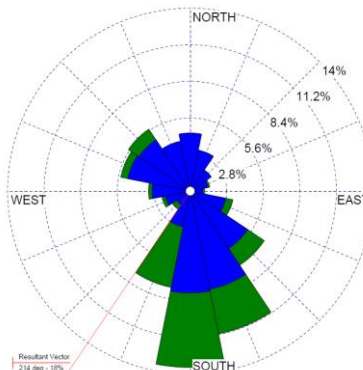 NORTH
14%
11.2%
8.4%
5.6%
2.8%
WEST
EAST
Resultant Vector
214 deg - 18%
SOUTH